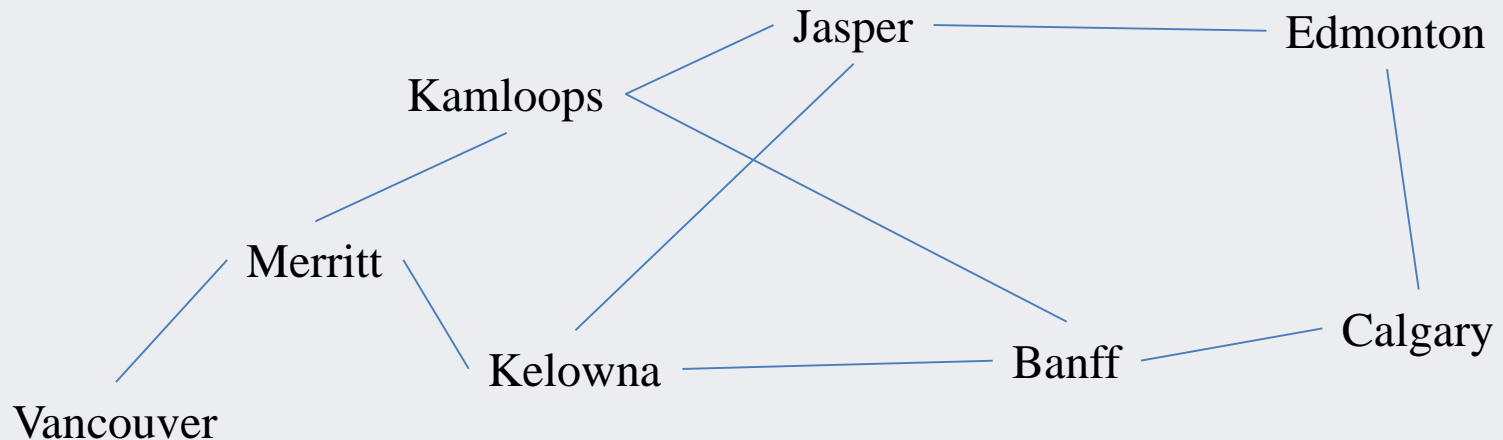 Jasper
Edmonton
Kamloops
Merritt
Calgary
Kelowna
Banff
Vancouver